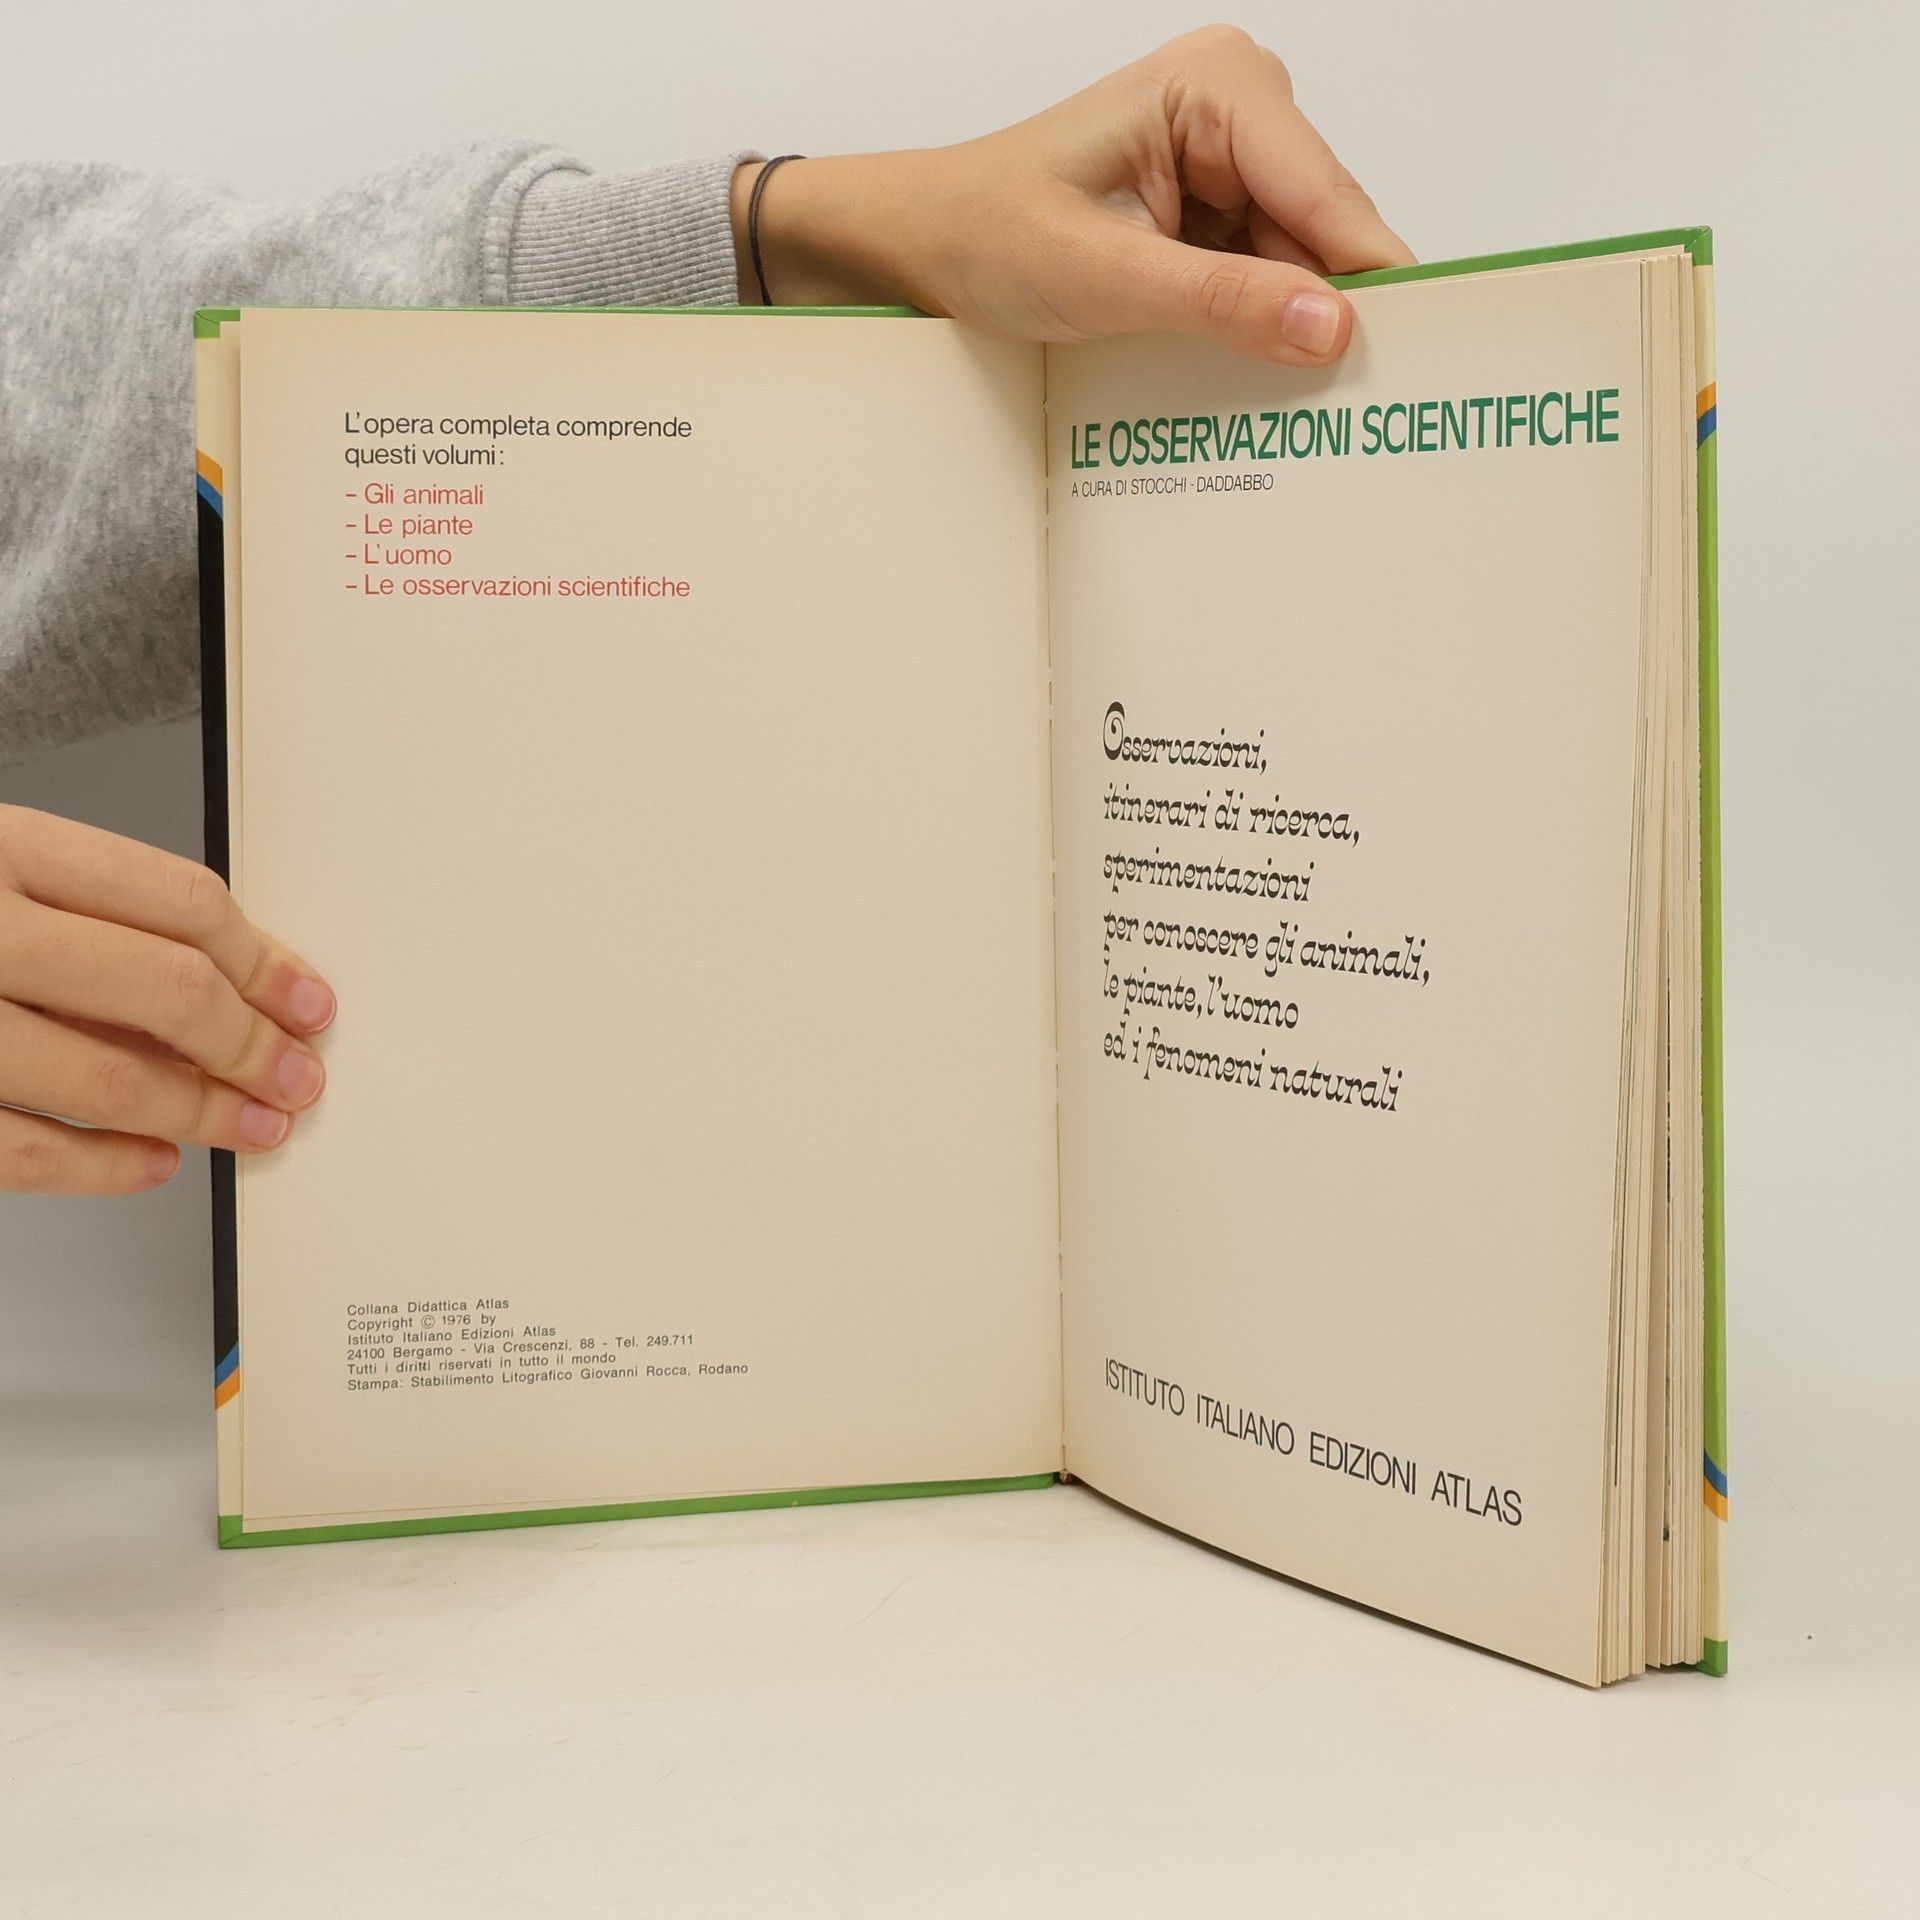 L'opera completa comprende
questi volumi:
- Gli animali
- Le piante
- L'uomo
- Le osservazioni scientifiche
Collana Didattica Atlas
Copyright © 1976 by
Istituto Italiano Edizioni Atlas
24100 Bergamo - Via Crescenzi, 88 - Tel. 249.711
Tutti i diritti riservati in tutto il mondo
Stampa: Stabilimento Litografico Giovanni Rocca, Rodano
LE OSSERVAZIONI SCIENTIFICHE
A CURA DI STOCCHI - DADDABBO
Osservazioni,
itinerari di ricerca,
sperimentazioni
per conoscere gli animali,
le piante, l'uomo
ed i fenomeni naturali
ISTITUTO ITALIANO EDIZIONI ATLAS